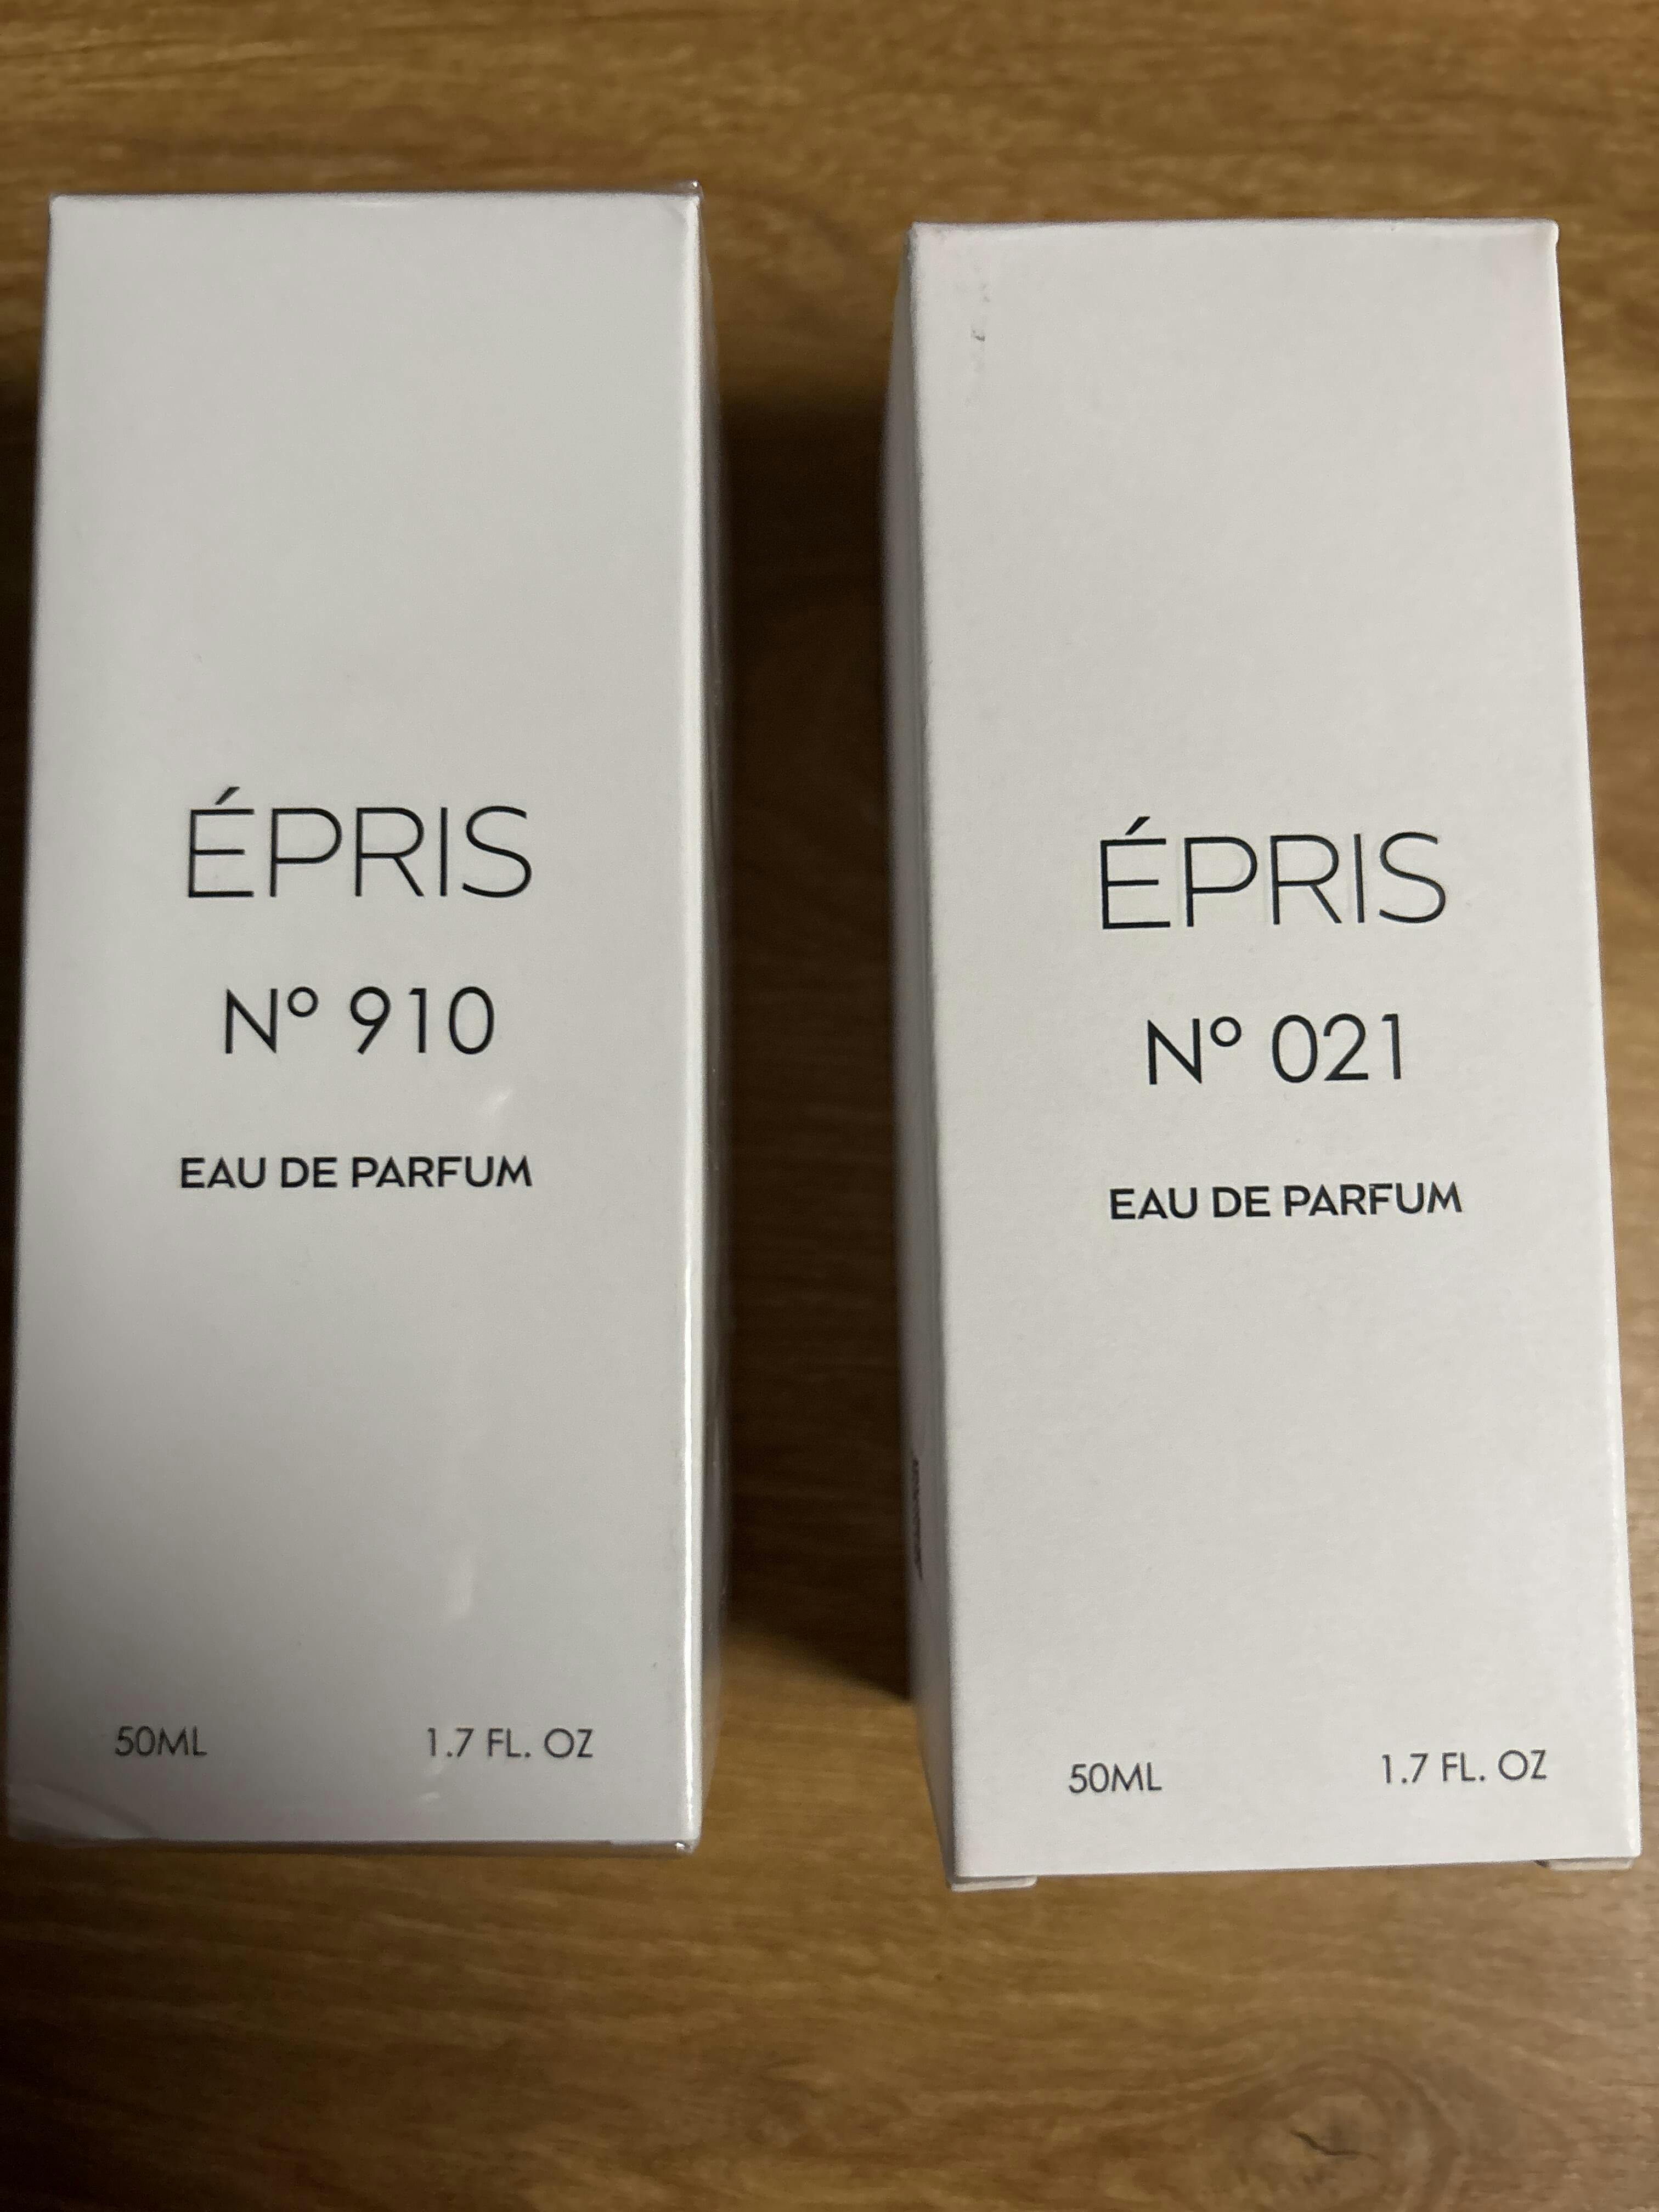 ÉPRIS
N° 910
EAU DE PARFUM
50ML 1.7 FL. OZ
ÉPRIS
N° 021
EAU DE PARFUM
50ML 1.7 FL. OZ